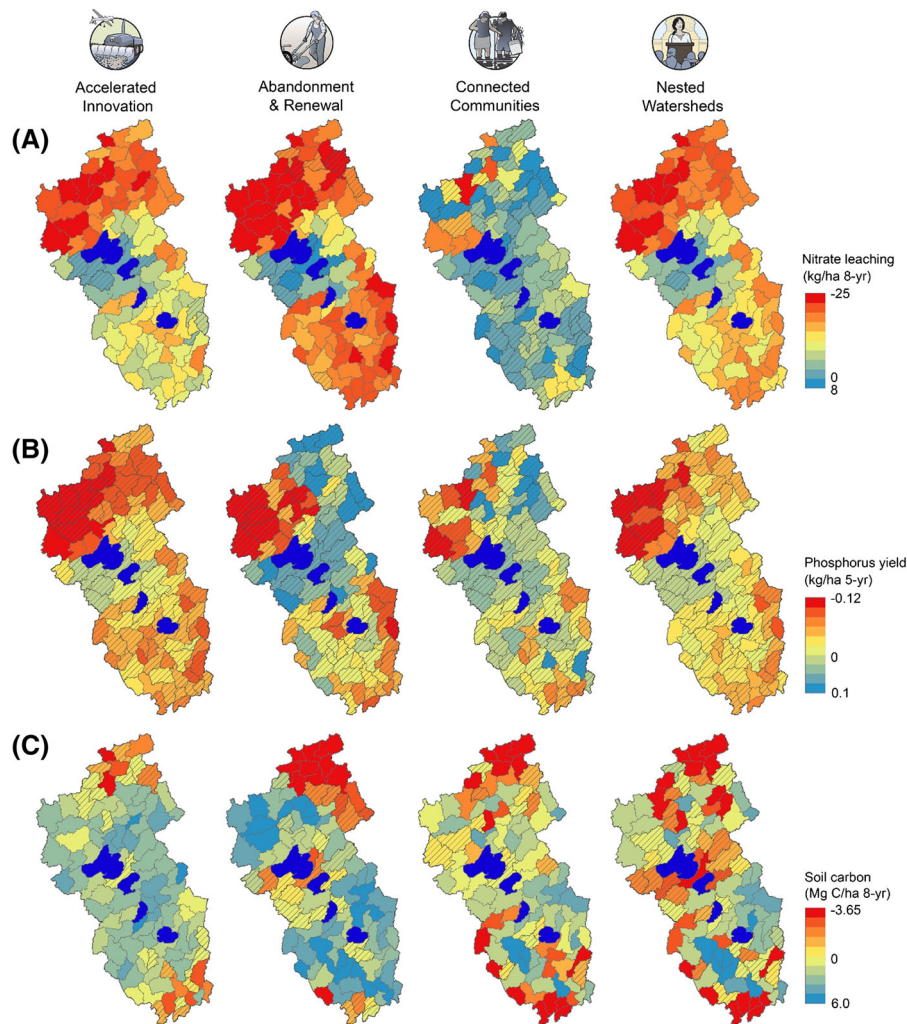 Accelerated
Innovation
Abandonment
& Renewal
Connected
Communities
Nested
Watersheds
(A)
Nitrate leaching
(kg/ha 8-yr)
-25
0
8
(B)
Phosphorus yield
(kg/ha 5-yr)
-0.12
0
0.1
(C)
Soil carbon
(Mg C/ha 8-yr)
-3.65
0
6.0